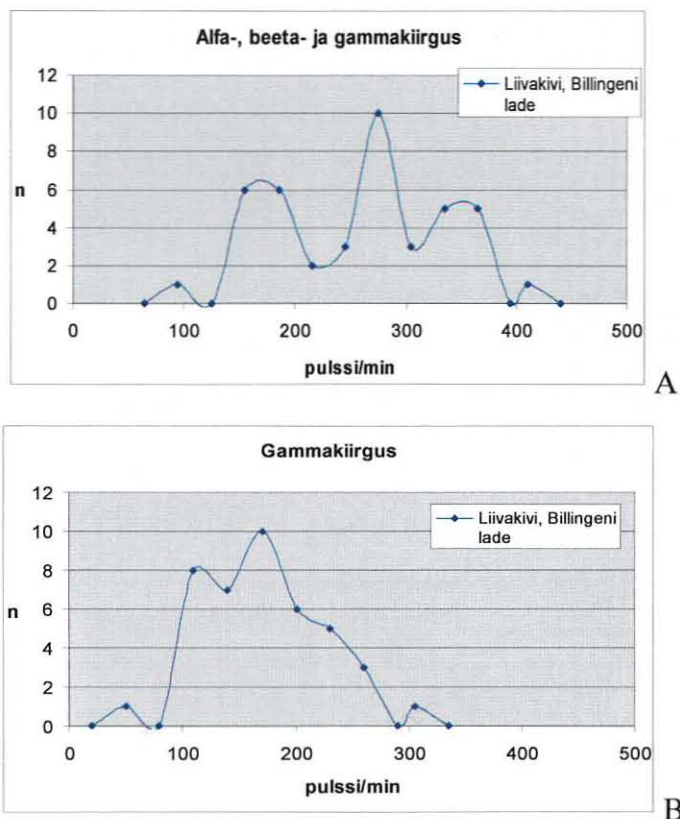 Alfa-, beeta- ja gammakiirgus
12
10
8
6
4
2
0
n
0 100 200 300 400 500
pulssi/min
Liivakivi, Billingeni
lade
A
Gammakiirgus
12
10
8
6
4
2
0
n
0 100 200 300 400 500
pulssi/min
Liivakivi, Billingeni
lade
B